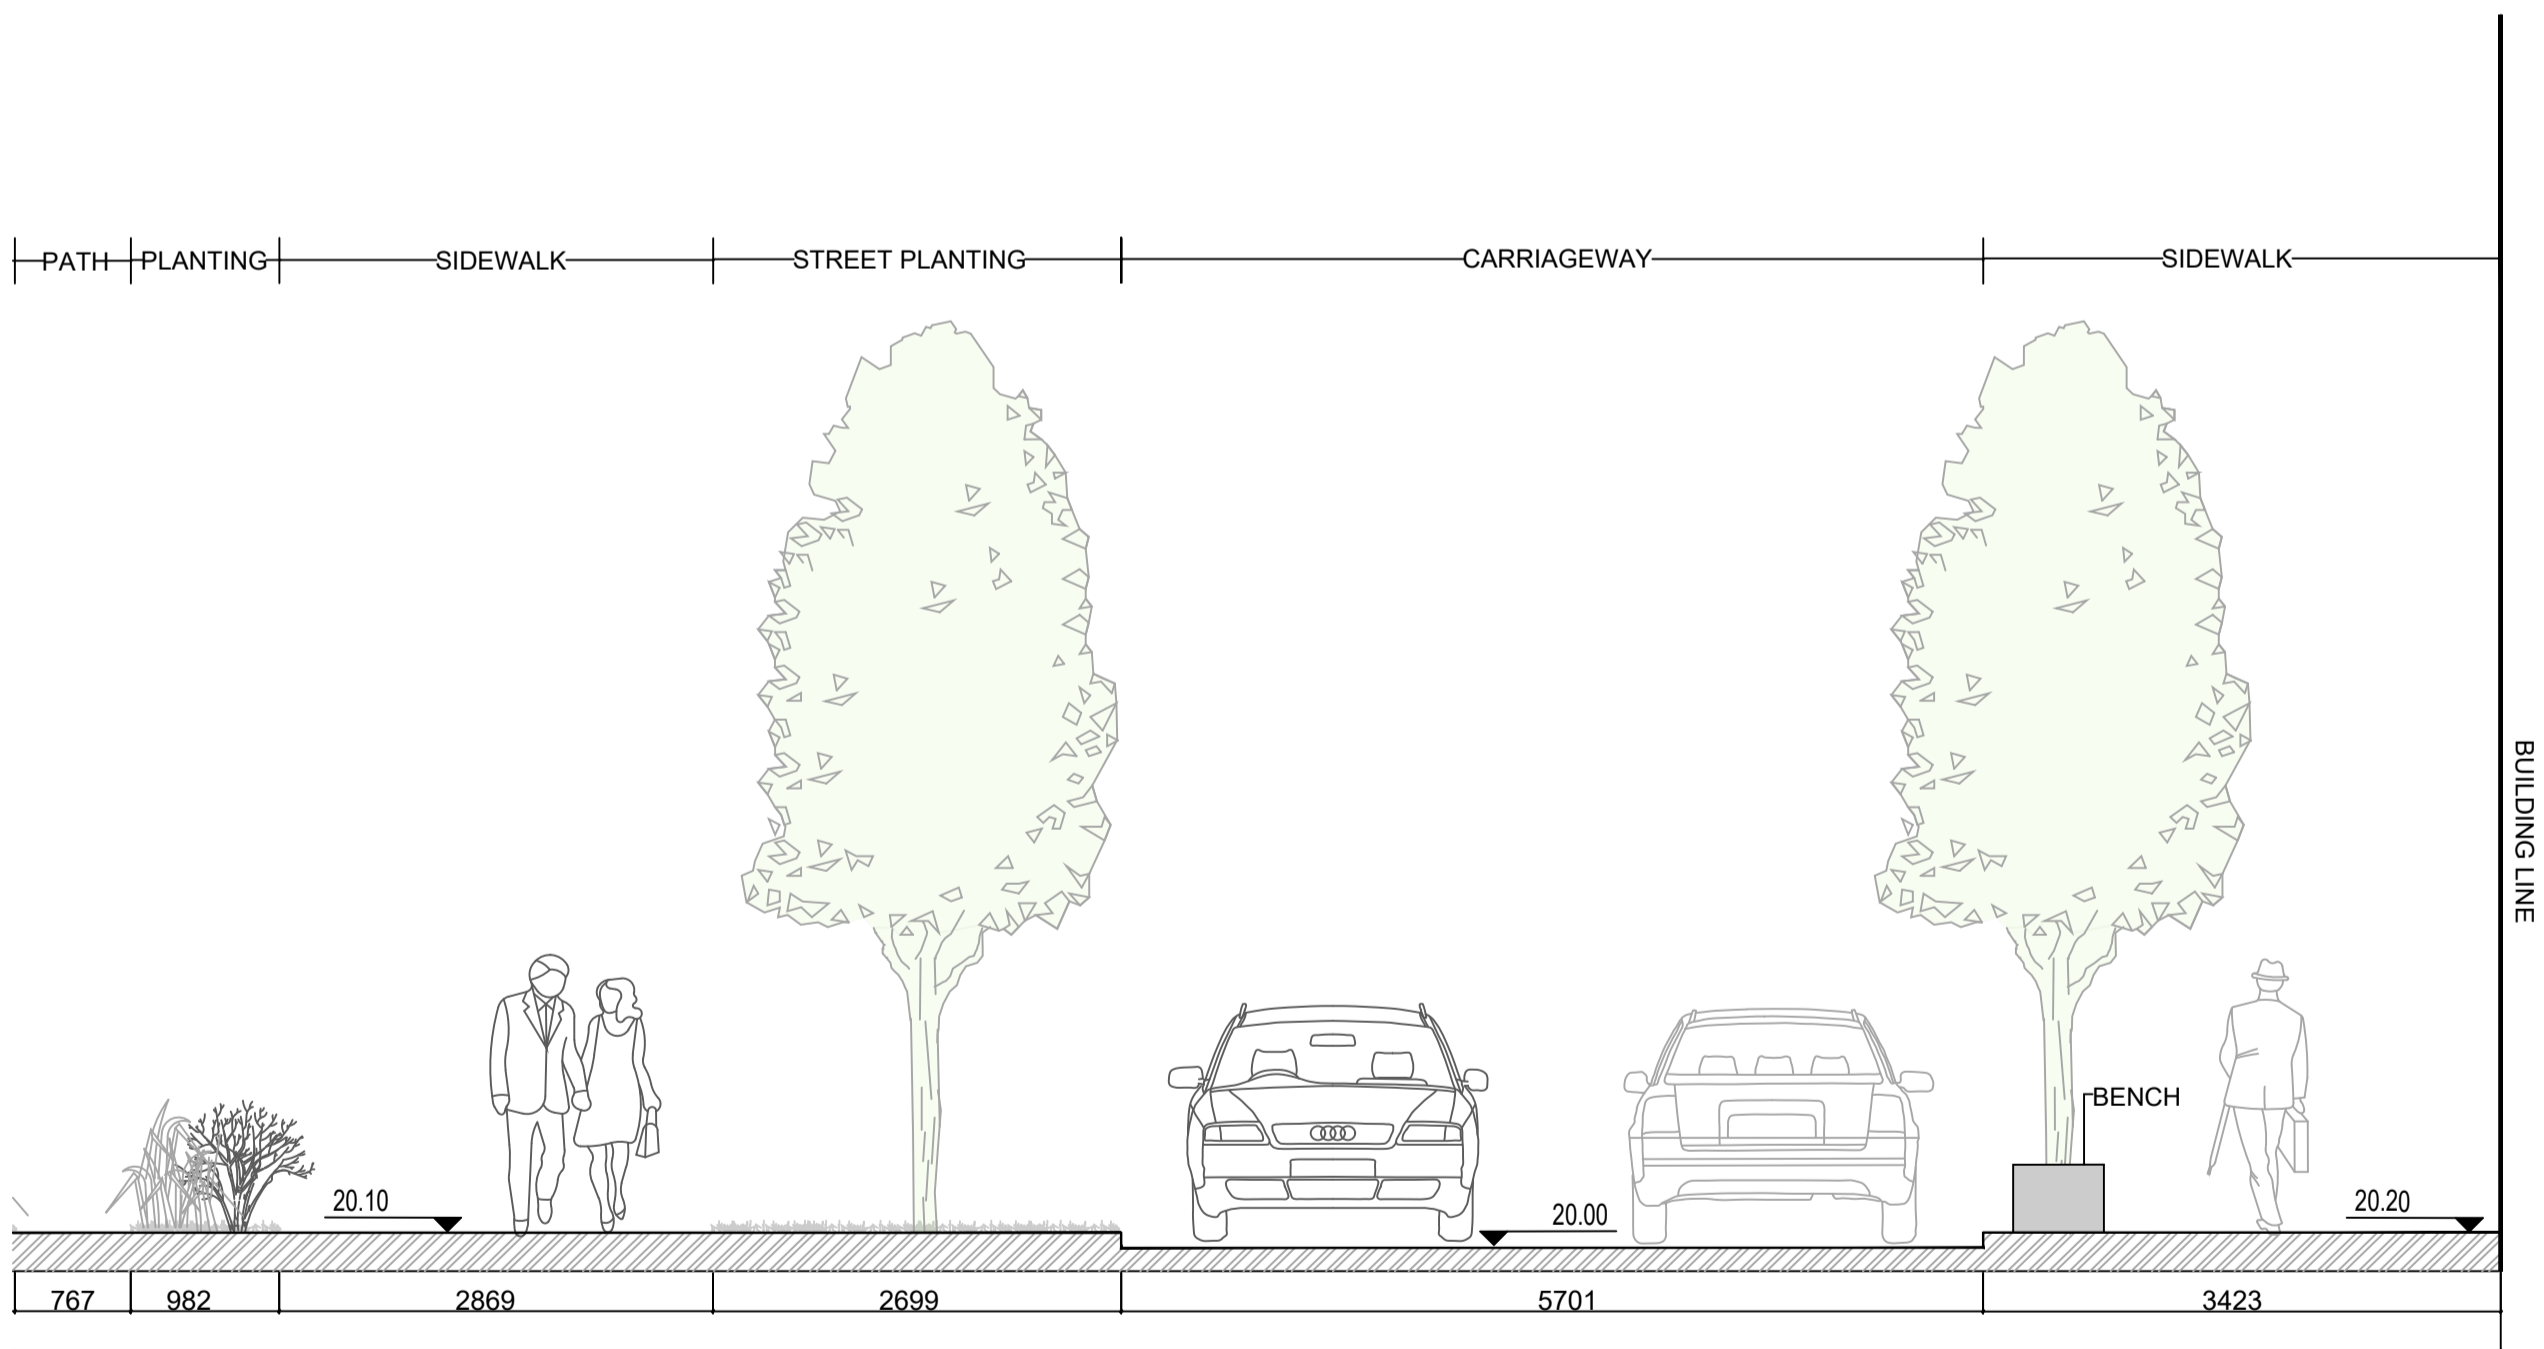 PATH
PLANTING
SIDEWALK
STREET PLANTING
CARRIAGEWAY
SIDEWALK
BUILDING LINE
BENCH
20.10
20.00
20.20
767
982
2869
2699
5701
3423